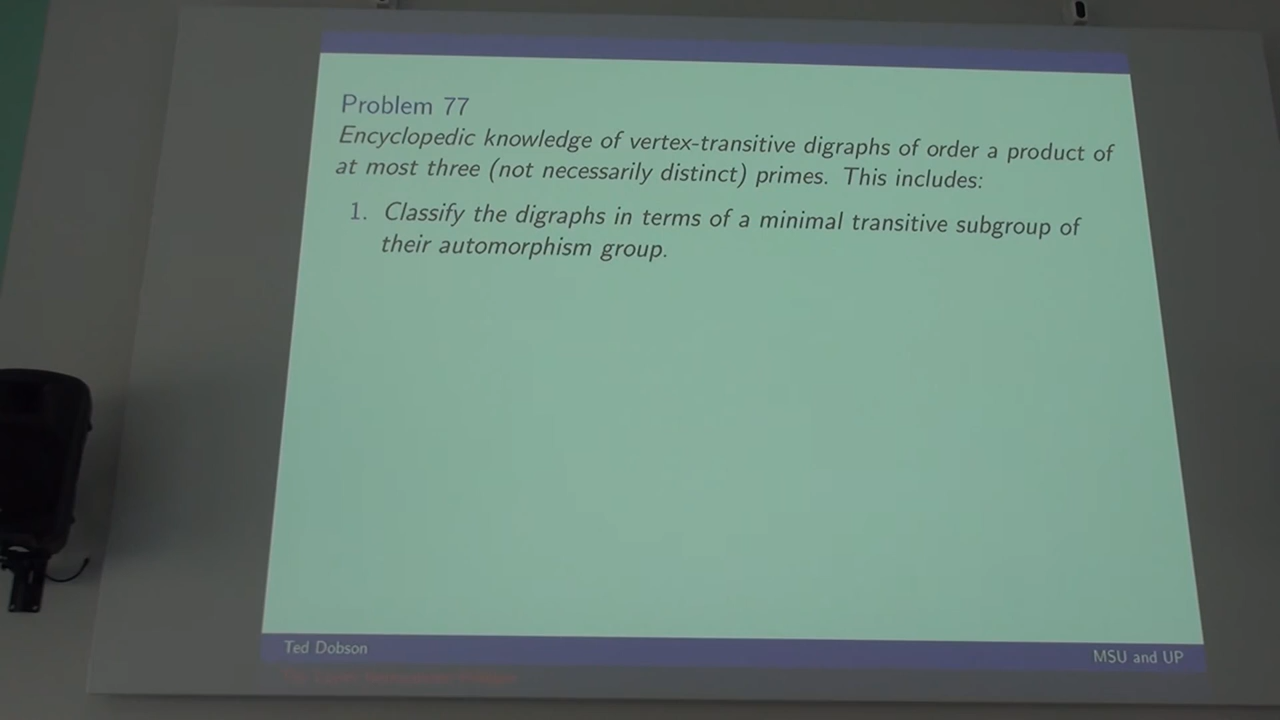 Problem 77
Encyclopedic knowledge of vertex-transitive digraphs of order a product of
at most three (not necessarily distinct) primes. This includes:
1. Classify the digraphs in terms of a minimal transitive subgroup of
their automorphism group.
Ted Dobson
MSU and UP